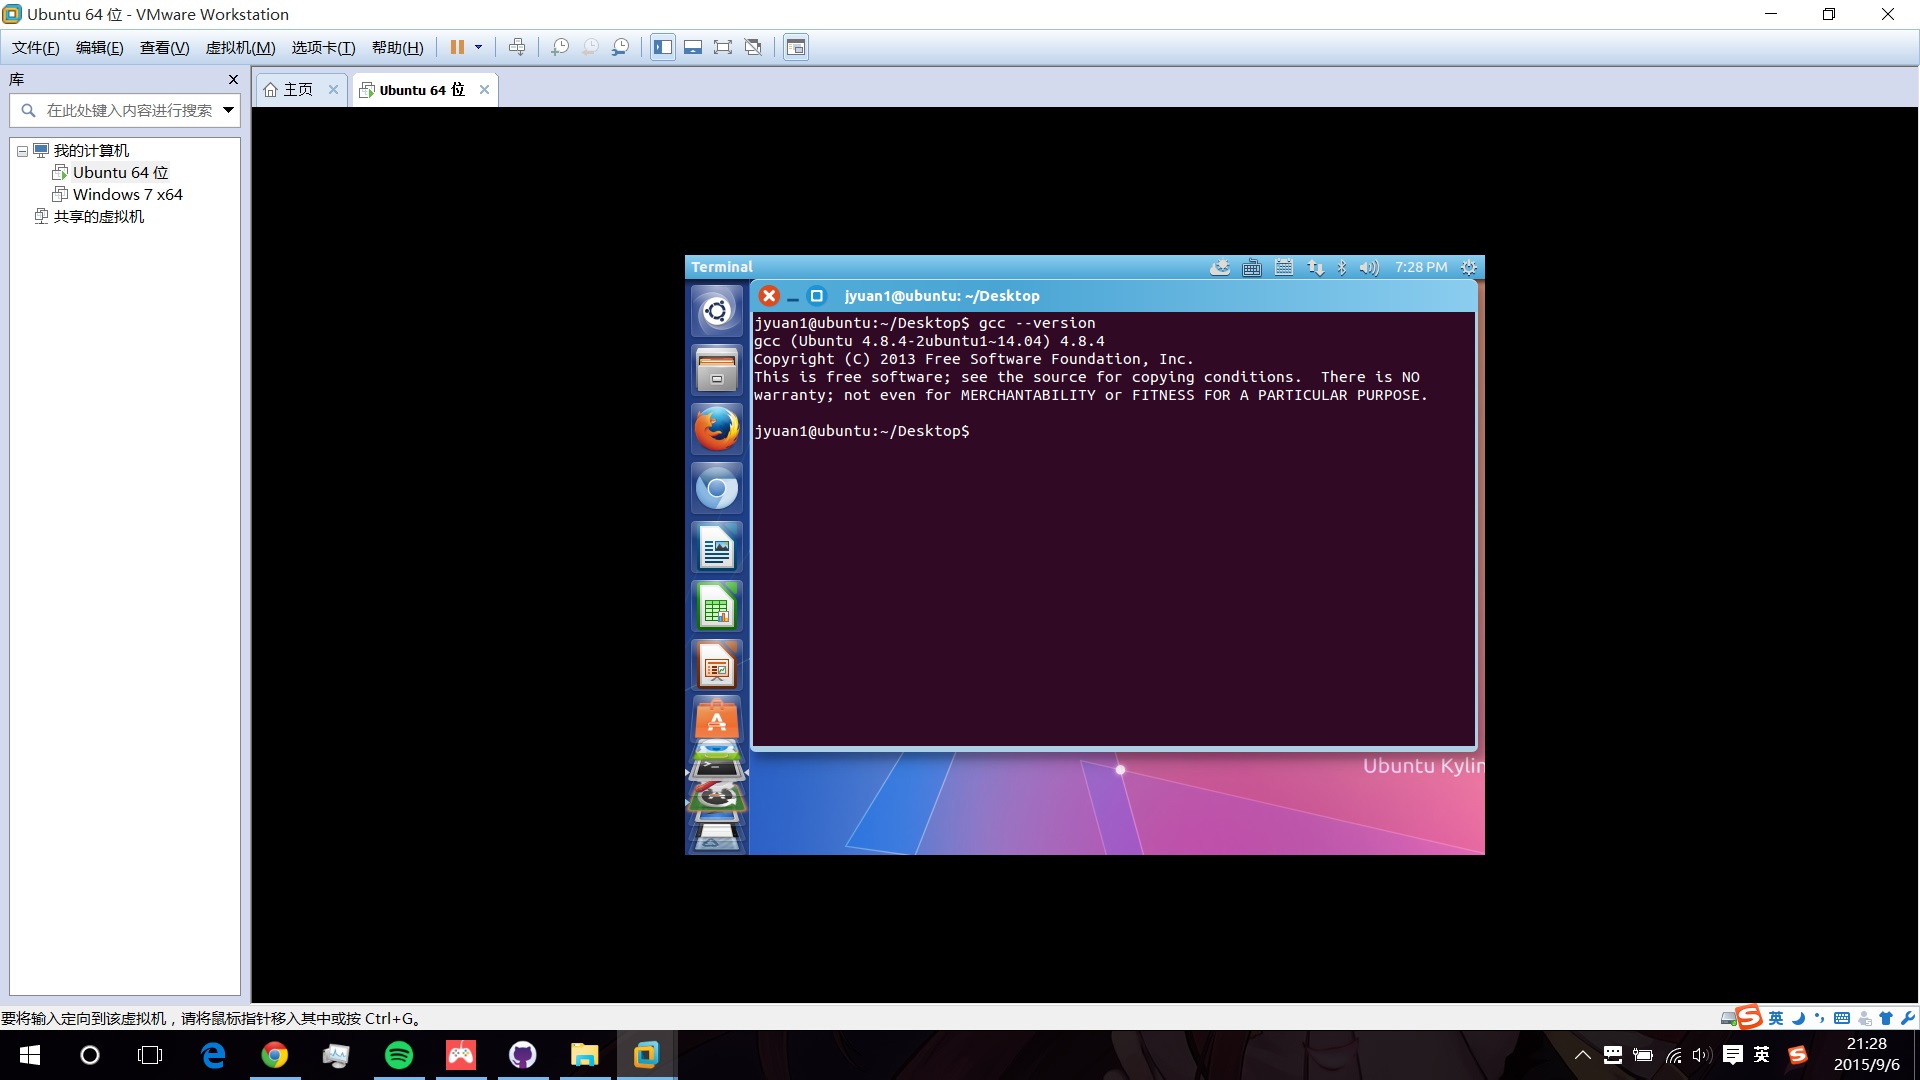 Ubuntu 64 位 - VMware Workstation
文件(F) 编辑(E) 查看(V) 虚拟机(M) 选项卡(T) 帮助(H)
库
主页
Ubuntu 64 位
在此处键入内容进行搜索
我的计算机
Ubuntu 64 位
Windows 7 x64
共享的虚拟机
Terminal
7:28 PM
jyuan1@ubuntu: ~/Desktop
jyuan1@ubuntu:~/Desktop$ gcc --version
gcc (Ubuntu 4.8.4-2ubuntu1~14.04) 4.8.4
Copyright (C) 2013 Free Software Foundation, Inc.
This is free software; see the source for copying conditions.  There is NO
warranty; not even for MERCHANTABILITY or FITNESS FOR A PARTICULAR PURPOSE.
jyuan1@ubuntu:~/Desktop$
Ubuntu Kylin
要将输入定向到该虚拟机，请将鼠标指针移入其中或按 Ctrl+G。
英
英
21:28
2015/9/6